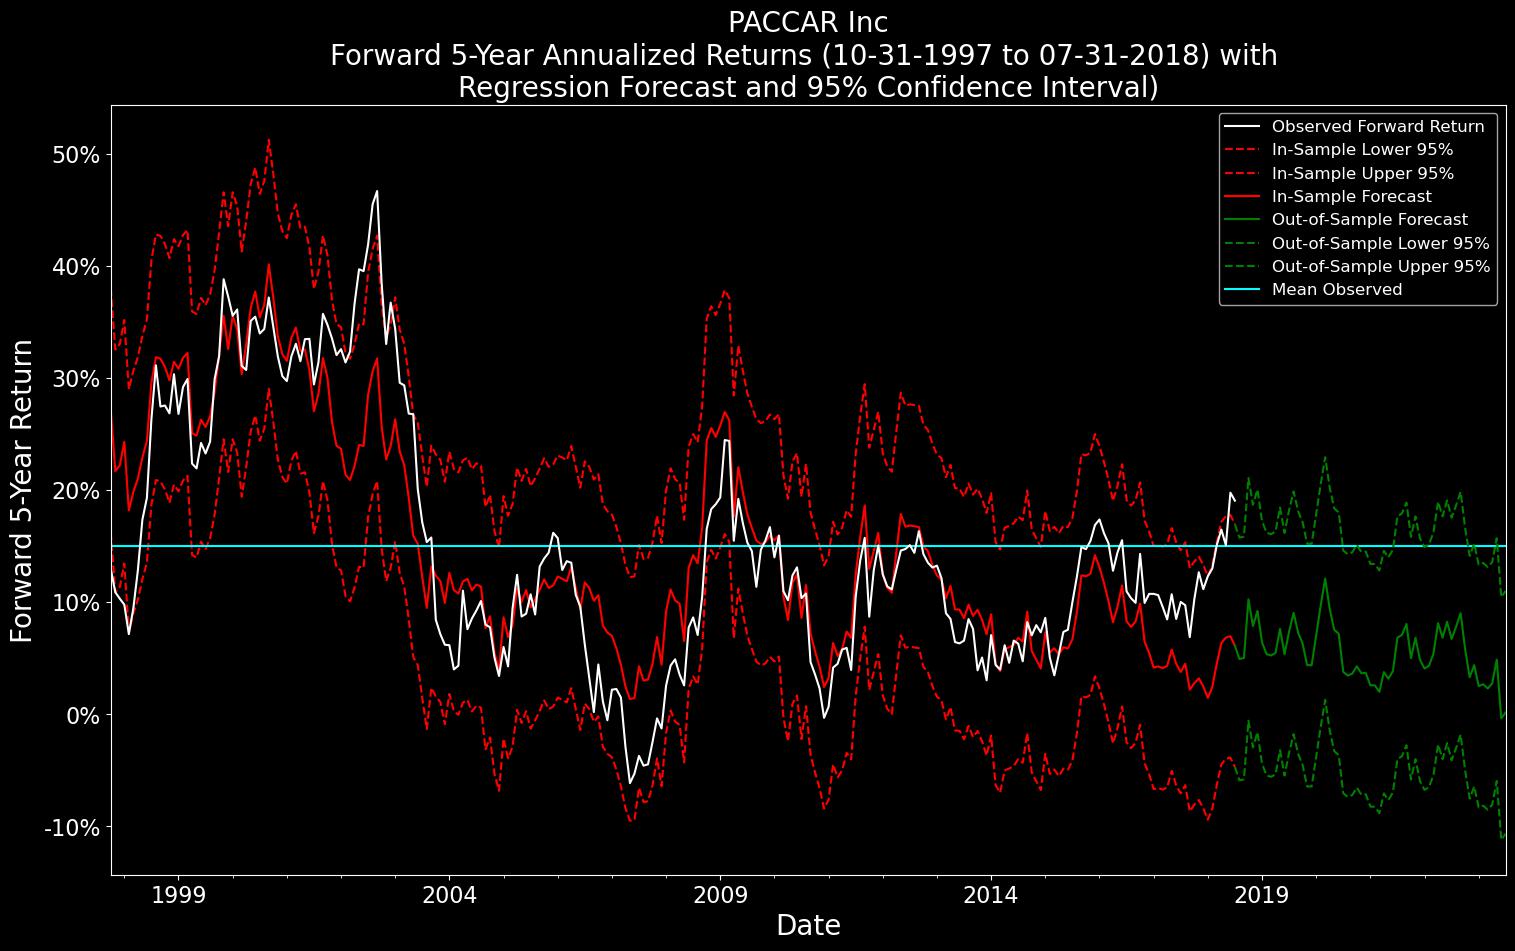 PACCAR Inc
Forward 5-Year Annualized Returns (10-31-1997 to 07-31-2018) with
Regression Forecast and 95% Confidence Interval)
Observed Forward Return
In-Sample Lower 95%
In-Sample Upper 95%
In-Sample Forecast
Out-of-Sample Forecast
Out-of-Sample Lower 95%
Out-of-Sample Upper 95%
Mean Observed
Forward 5-Year Return
50%
40%
30%
20%
10%
0%
-10%
1999
2004
2009
2014
2019
Date